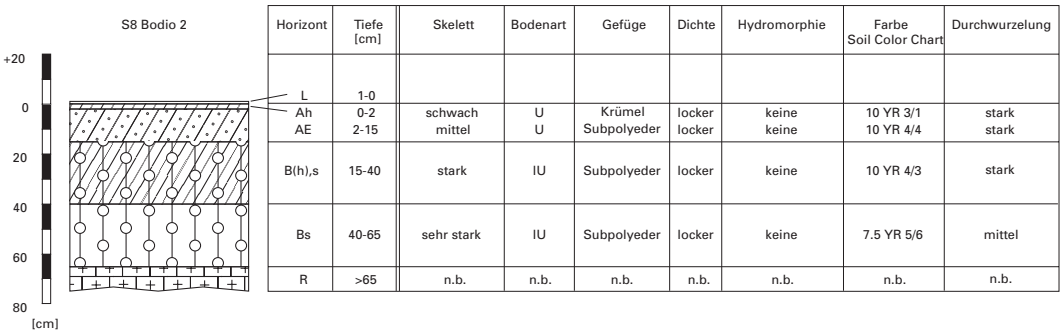 S8 Bodio 2
Horizont Tiefe [cm] Skelett Bodenart Gefüge Dichte Hydromorphie Farbe Soil Color Chart Durchwurzelung
L 1-0
Ah 0-2 schwach U Krümel locker keine 10 YR 3/1 stark
AE 2-15 mittel U Subpolyeder locker keine 10 YR 4/4 stark
B(h),s 15-40 stark lU Subpolyeder locker keine 10 YR 4/3 stark
Bs 40-65 sehr stark lU Subpolyeder locker keine 7.5 YR 5/6 mittel
R >65 n.b. n.b. n.b. n.b. n.b. n.b. n.b.
+20
0
20
40
60
80
[cm]